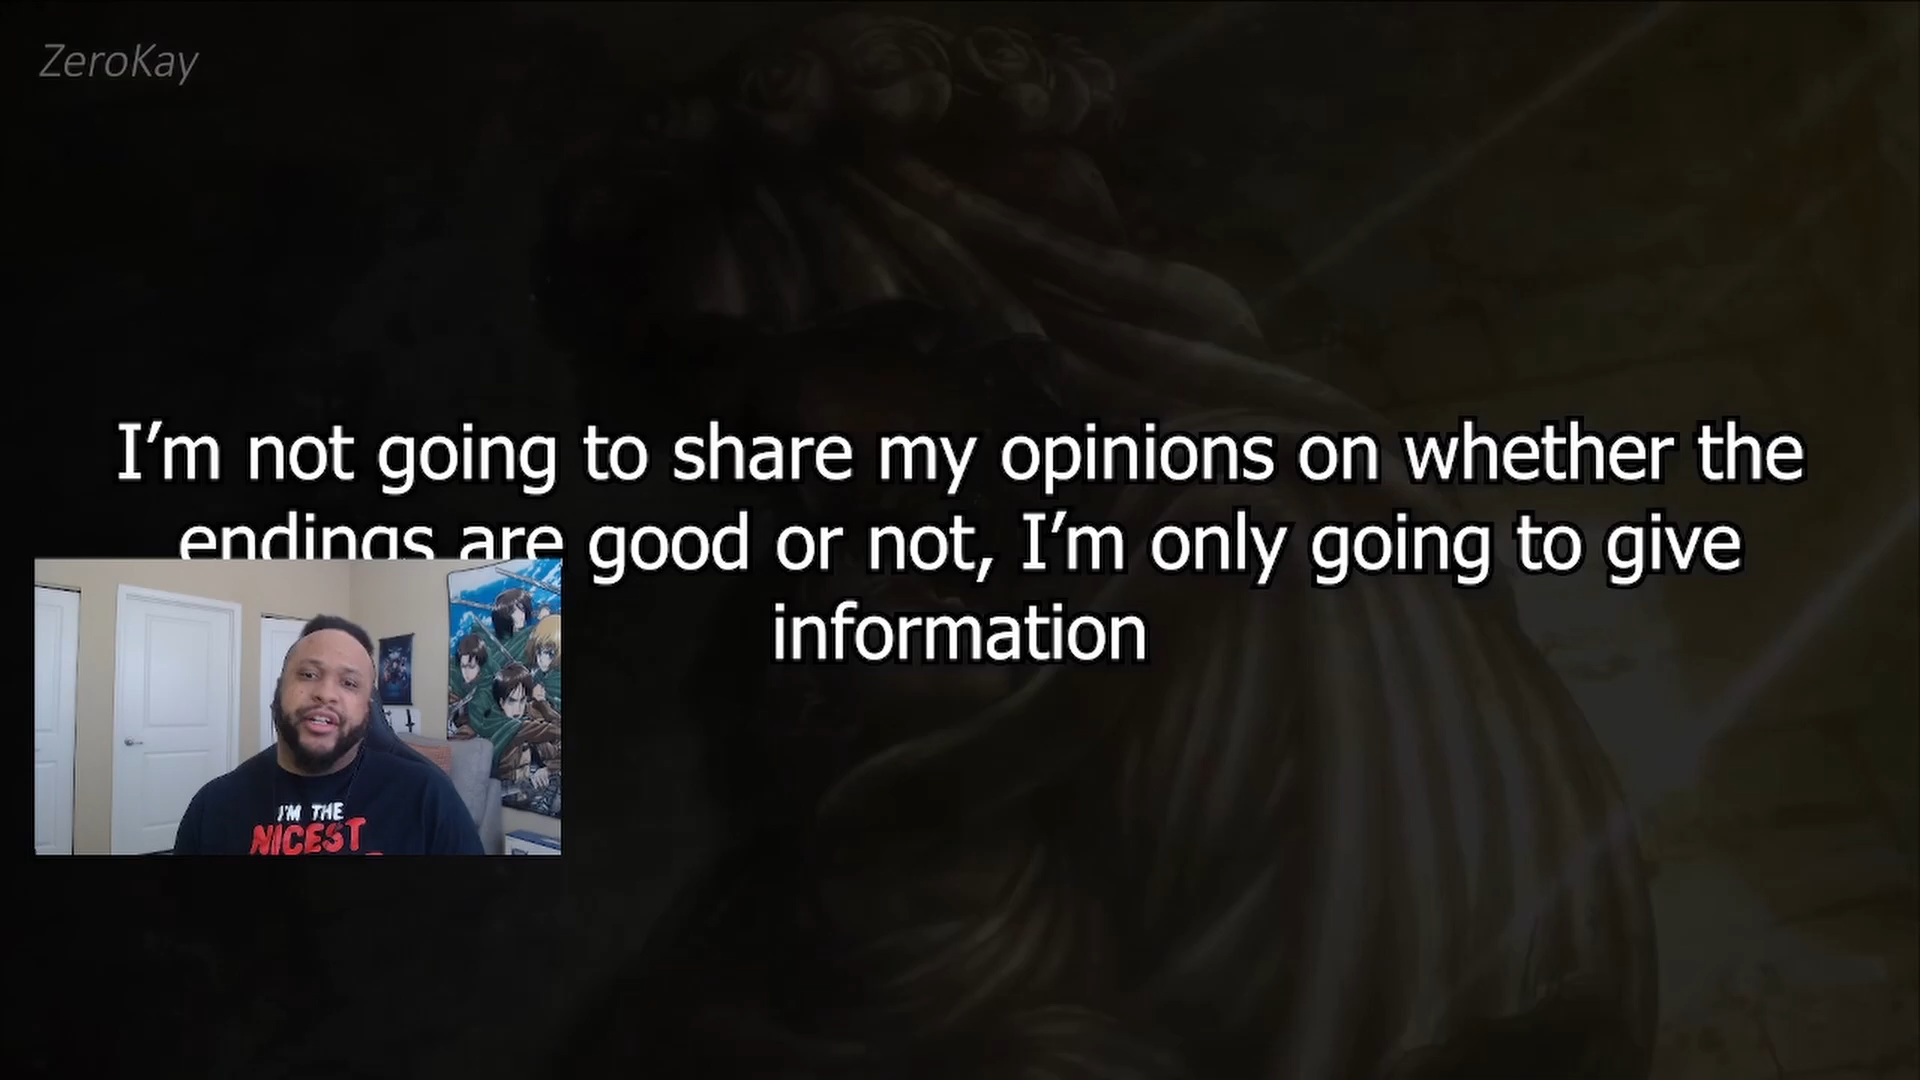 ZeroKay
I’m not going to share my opinions on whether the
endings are good or not, I’m only going to give
information
I'M THE
NICEST